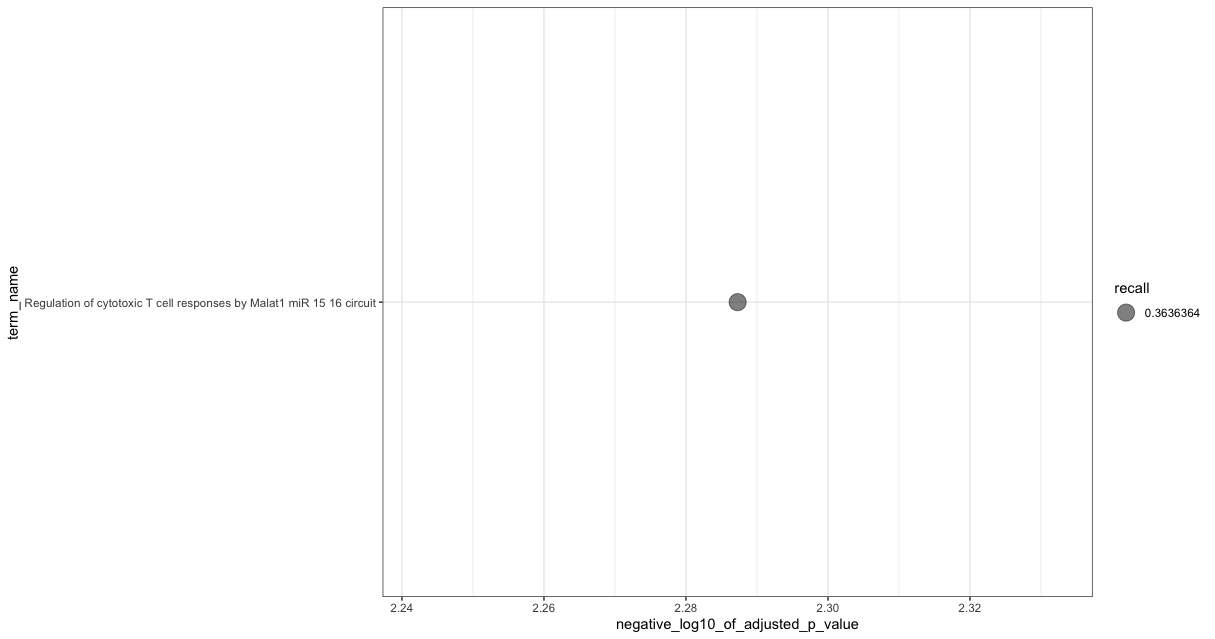 term_name
Regulation of cytotoxic T cell responses by Malat1 miR 15 16 circuit
2.24 2.26 2.28 2.30 2.32
negative_log10_of_adjusted_p_value
recall
0.3636364